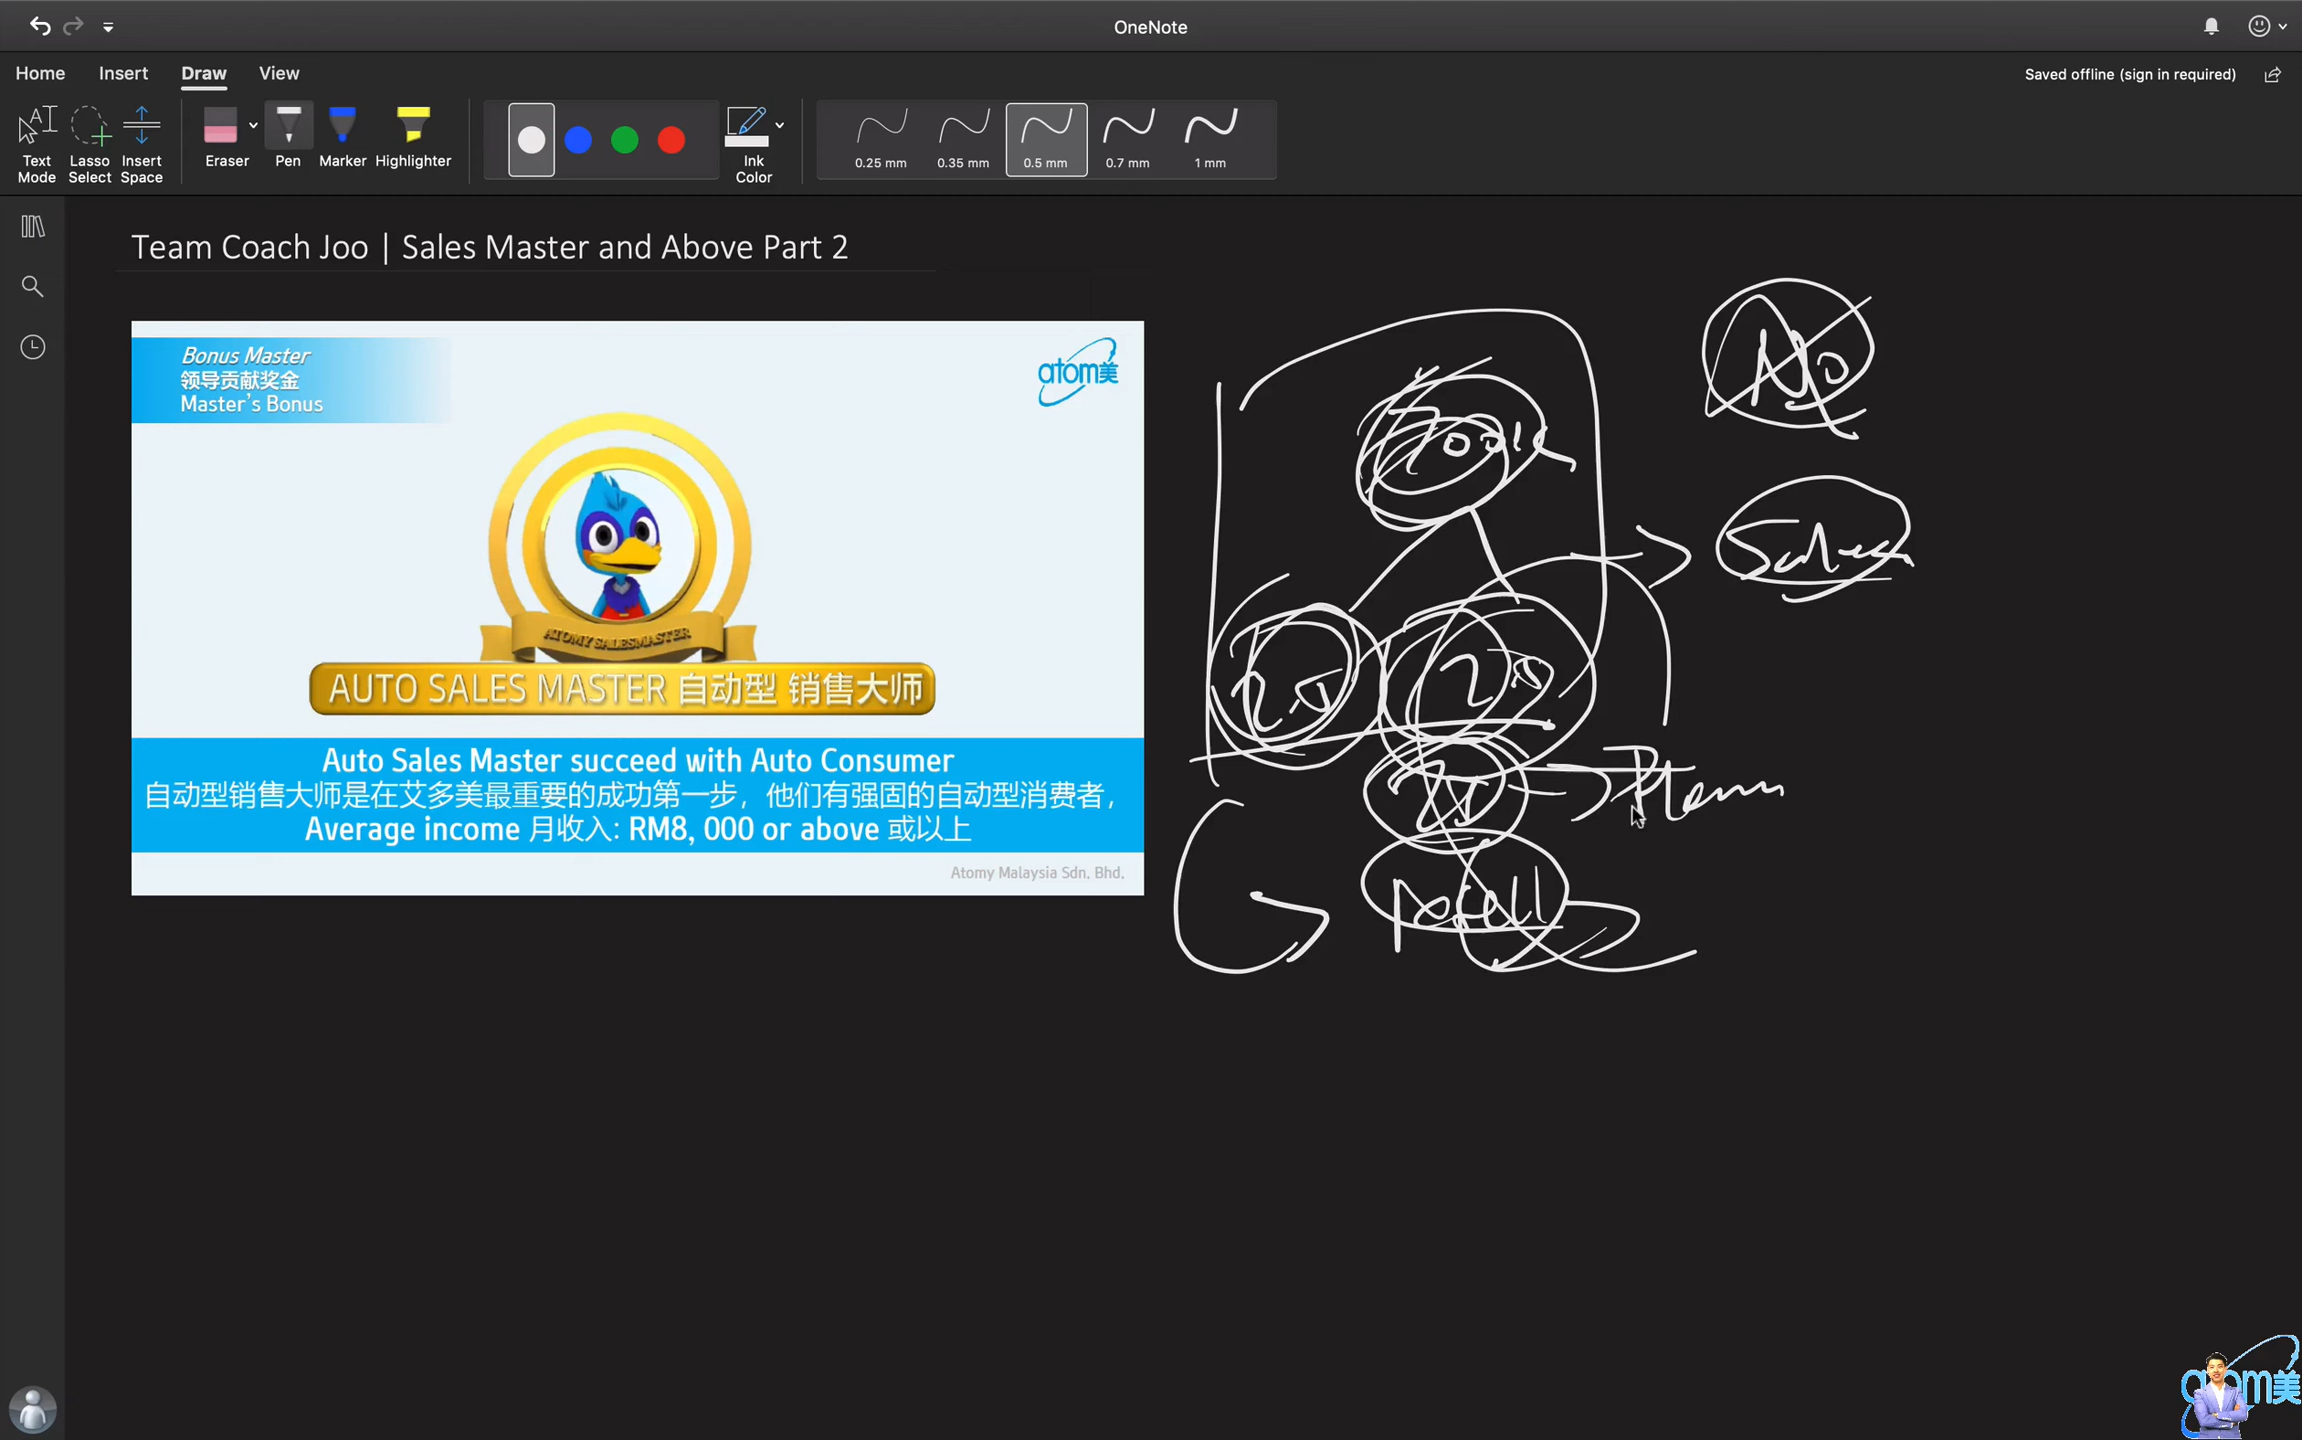 OneNote
Home Insert Draw View
Saved offline (sign in required)
Text Mode
Lasso Select
Insert Space
Eraser
Pen
Marker
Highlighter
Ink Color
0.25 mm
0.35 mm
0.5 mm
0.7 mm
1 mm
Team Coach Joo | Sales Master and Above Part 2
Bonus Master
领导贡献奖金
Master's Bonus
atom美
ATOMY SALESMASTER
AUTO SALES MASTER 自动型 销售大师
Auto Sales Master succeed with Auto Consumer
自动型销售大师是在艾多美最重要的成功第一步，他们有强固的自动型消费者，
Average income 月收入: RM8, 000 or above 或以上
Atomy Malaysia Sdn. Bhd.
Sales
atom美